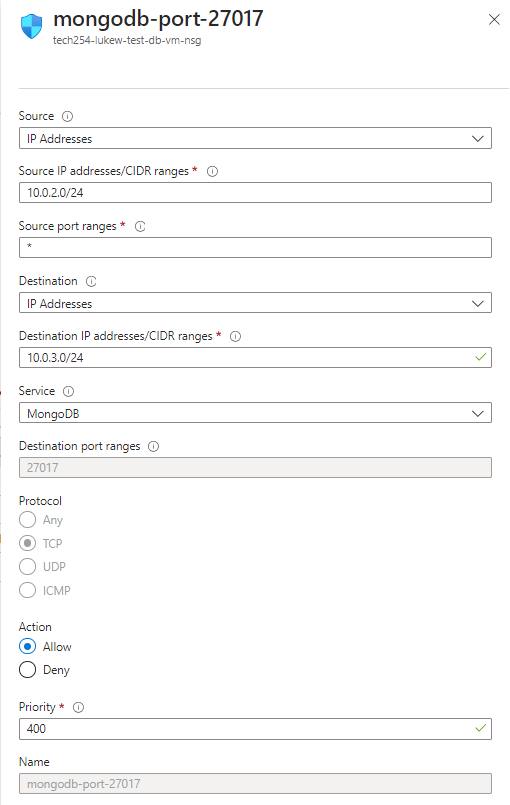 mongodb-port-27017
tech254-lukew-test-db-vm-nsg
Source
IP Addresses
Source IP addresses/CIDR ranges *
10.0.2.0/24
Source port ranges *
*
Destination
IP Addresses
Destination IP addresses/CIDR ranges *
10.0.3.0/24
Service
MongoDB
Destination port ranges
27017
Protocol
Any
TCP
UDP
ICMP
Action
Allow
Deny
Priority *
400
Name
mongodb-port-27017